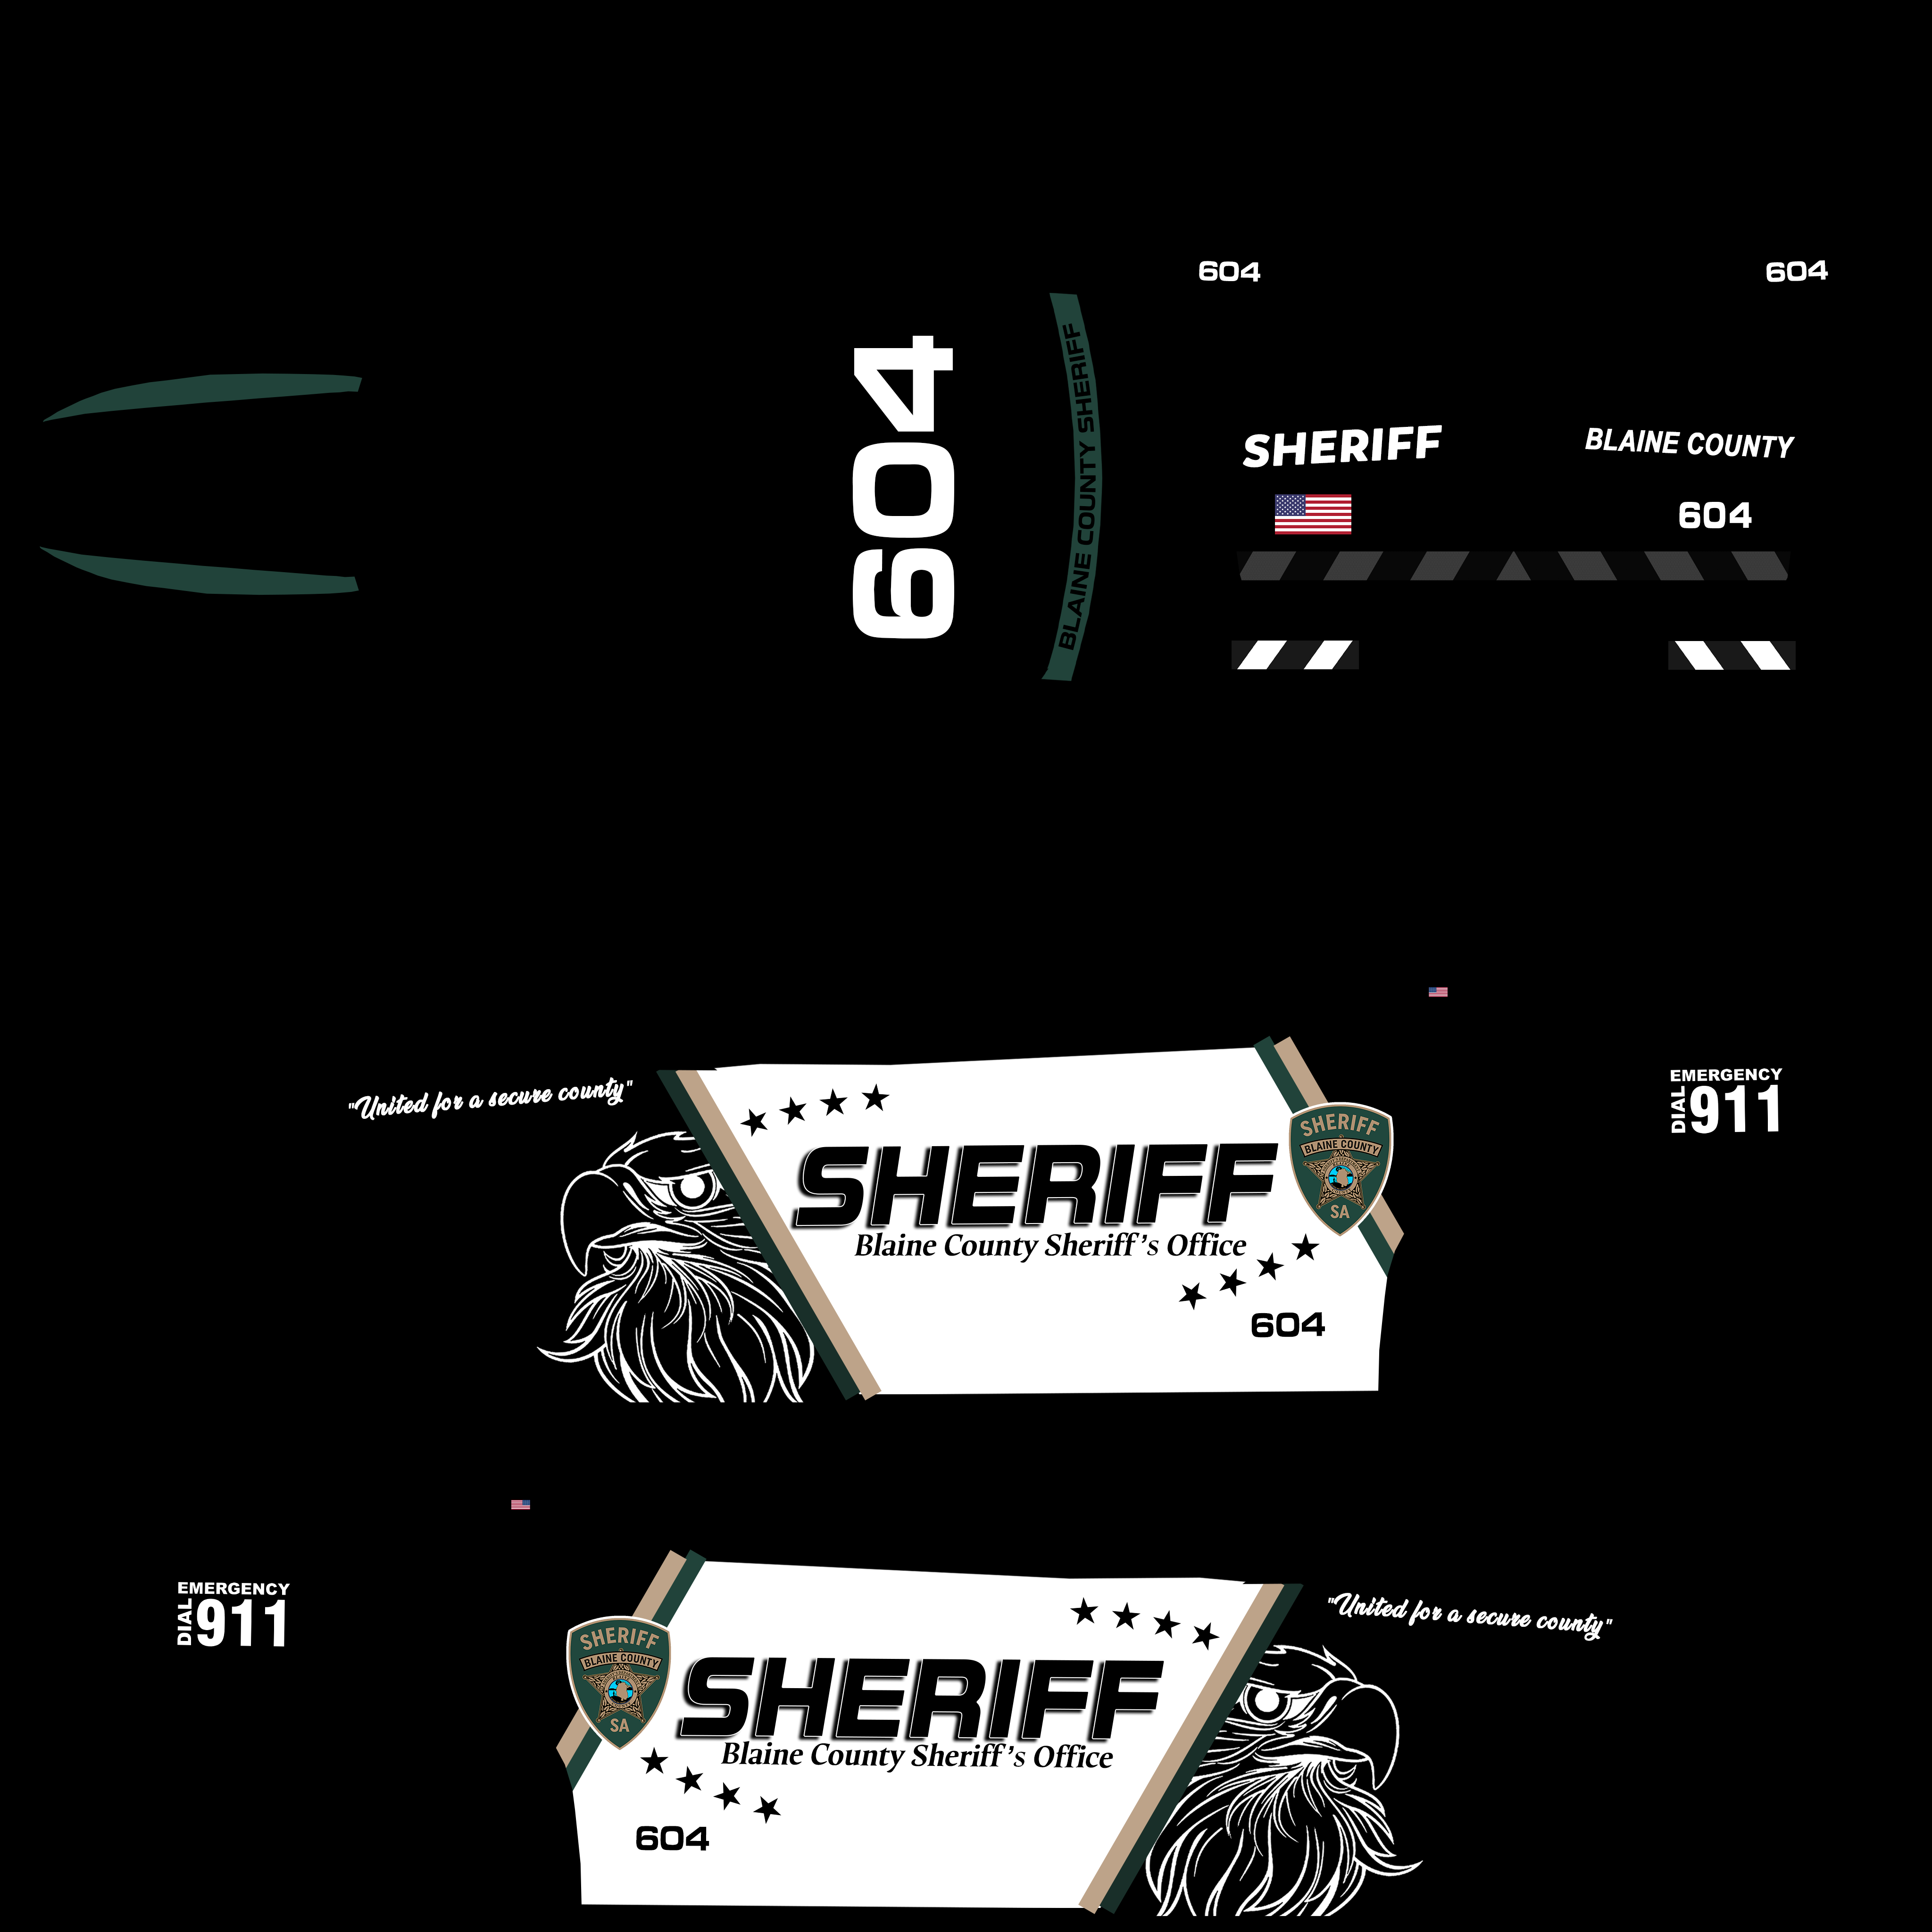 604
604
604
BLAINE COUNTY SHERIFF
SHERIFF
BLAINE COUNTY
604
"United for a secure county"
SHERIFF
Blaine County Sheriff's Office
604
SHERIFF
BLAINE COUNTY
SA
EMERGENCY
DIAL 911
EMERGENCY
DIAL 911
SHERIFF
BLAINE COUNTY
SA
SHERIFF
Blaine County Sheriff's Office
604
"United for a secure county"